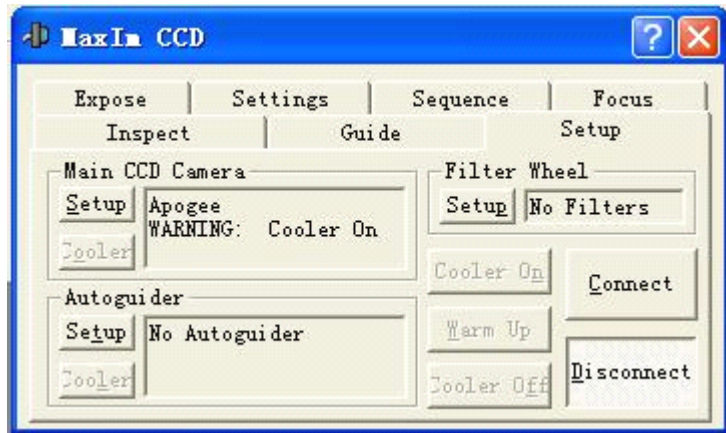 MaxIm CCD
Expose Settings Sequence Focus
Inspect Guide Setup
Main CCD Camera
Setup
Apogee
WARNING: Cooler On
Cooler
Filter Wheel
Setup
No Filters
Autoguider
Setup
No Autoguider
Cooler
Cooler On
Warm Up
Cooler Off
Connect
Disconnect